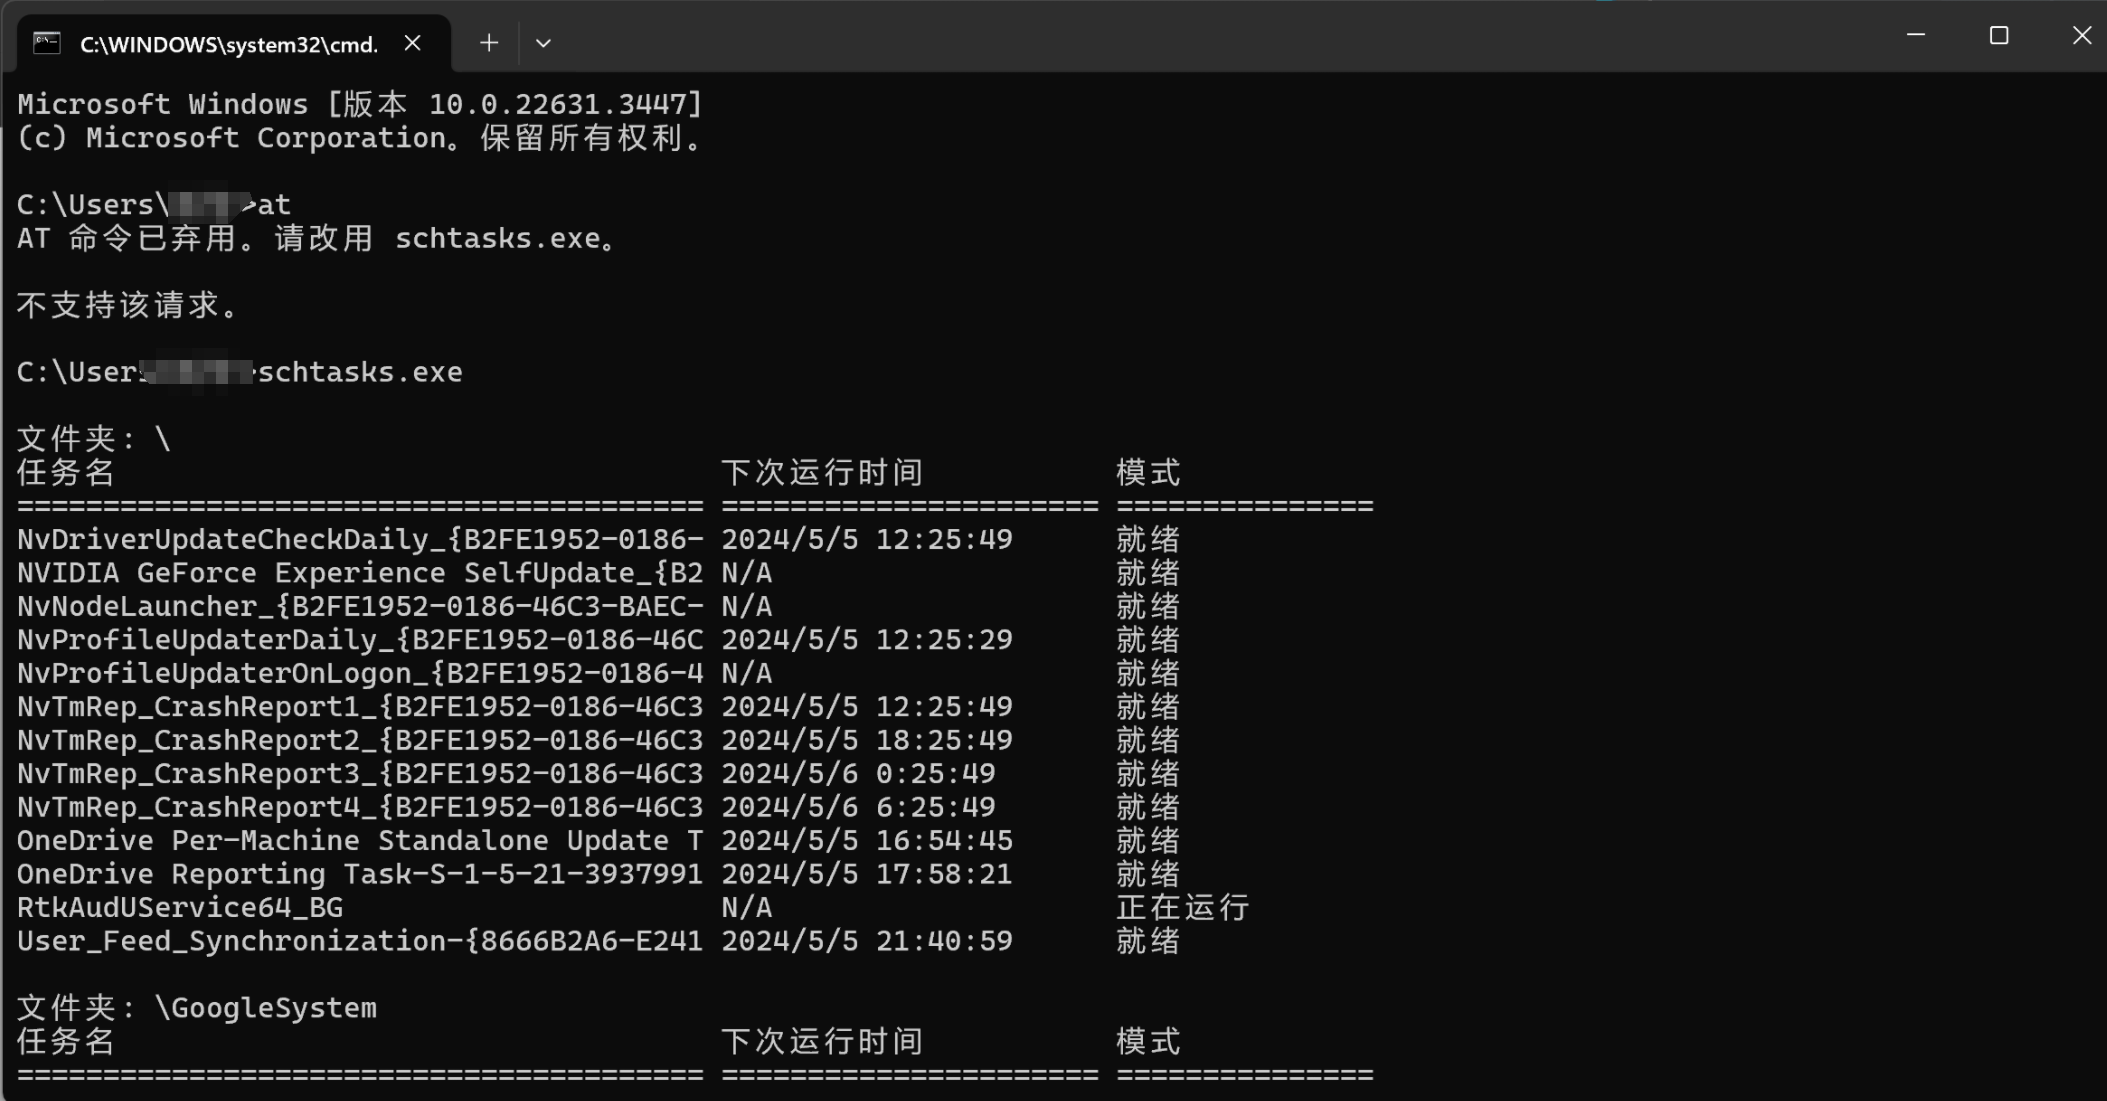 C:\WINDOWS\system32\cmd.
Microsoft Windows [版本 10.0.22631.3447]
(c) Microsoft Corporation。保留所有权利。
C:\Users\ >at
AT 命令已弃用。请改用 schtasks.exe。
不支持该请求。
C:\Users schtasks.exe
文件夹: \
任务名 下次运行时间 模式
======================================== ====================== ===============
NvDriverUpdateCheckDaily_{B2FE1952-0186- 2024/5/5 12:25:49 就绪
NVIDIA GeForce Experience SelfUpdate_{B2 N/A 就绪
NvNodeLauncher_{B2FE1952-0186-46C3-BAEC- N/A 就绪
NvProfileUpdaterDaily_{B2FE1952-0186-46C 2024/5/5 12:25:29 就绪
NvProfileUpdaterOnLogon_{B2FE1952-0186-4 N/A 就绪
NvTmRep_CrashReport1_{B2FE1952-0186-46C3 2024/5/5 12:25:49 就绪
NvTmRep_CrashReport2_{B2FE1952-0186-46C3 2024/5/5 18:25:49 就绪
NvTmRep_CrashReport3_{B2FE1952-0186-46C3 2024/5/6 0:25:49 就绪
NvTmRep_CrashReport4_{B2FE1952-0186-46C3 2024/5/6 6:25:49 就绪
OneDrive Per-Machine Standalone Update T 2024/5/5 16:54:45 就绪
OneDrive Reporting Task-S-1-5-21-3937991 2024/5/5 17:58:21 就绪
RtkAudUService64_BG N/A 正在运行
User_Feed_Synchronization-{8666B2A6-E241 2024/5/5 21:40:59 就绪
文件夹: \GoogleSystem
任务名 下次运行时间 模式
======================================== ====================== ===============